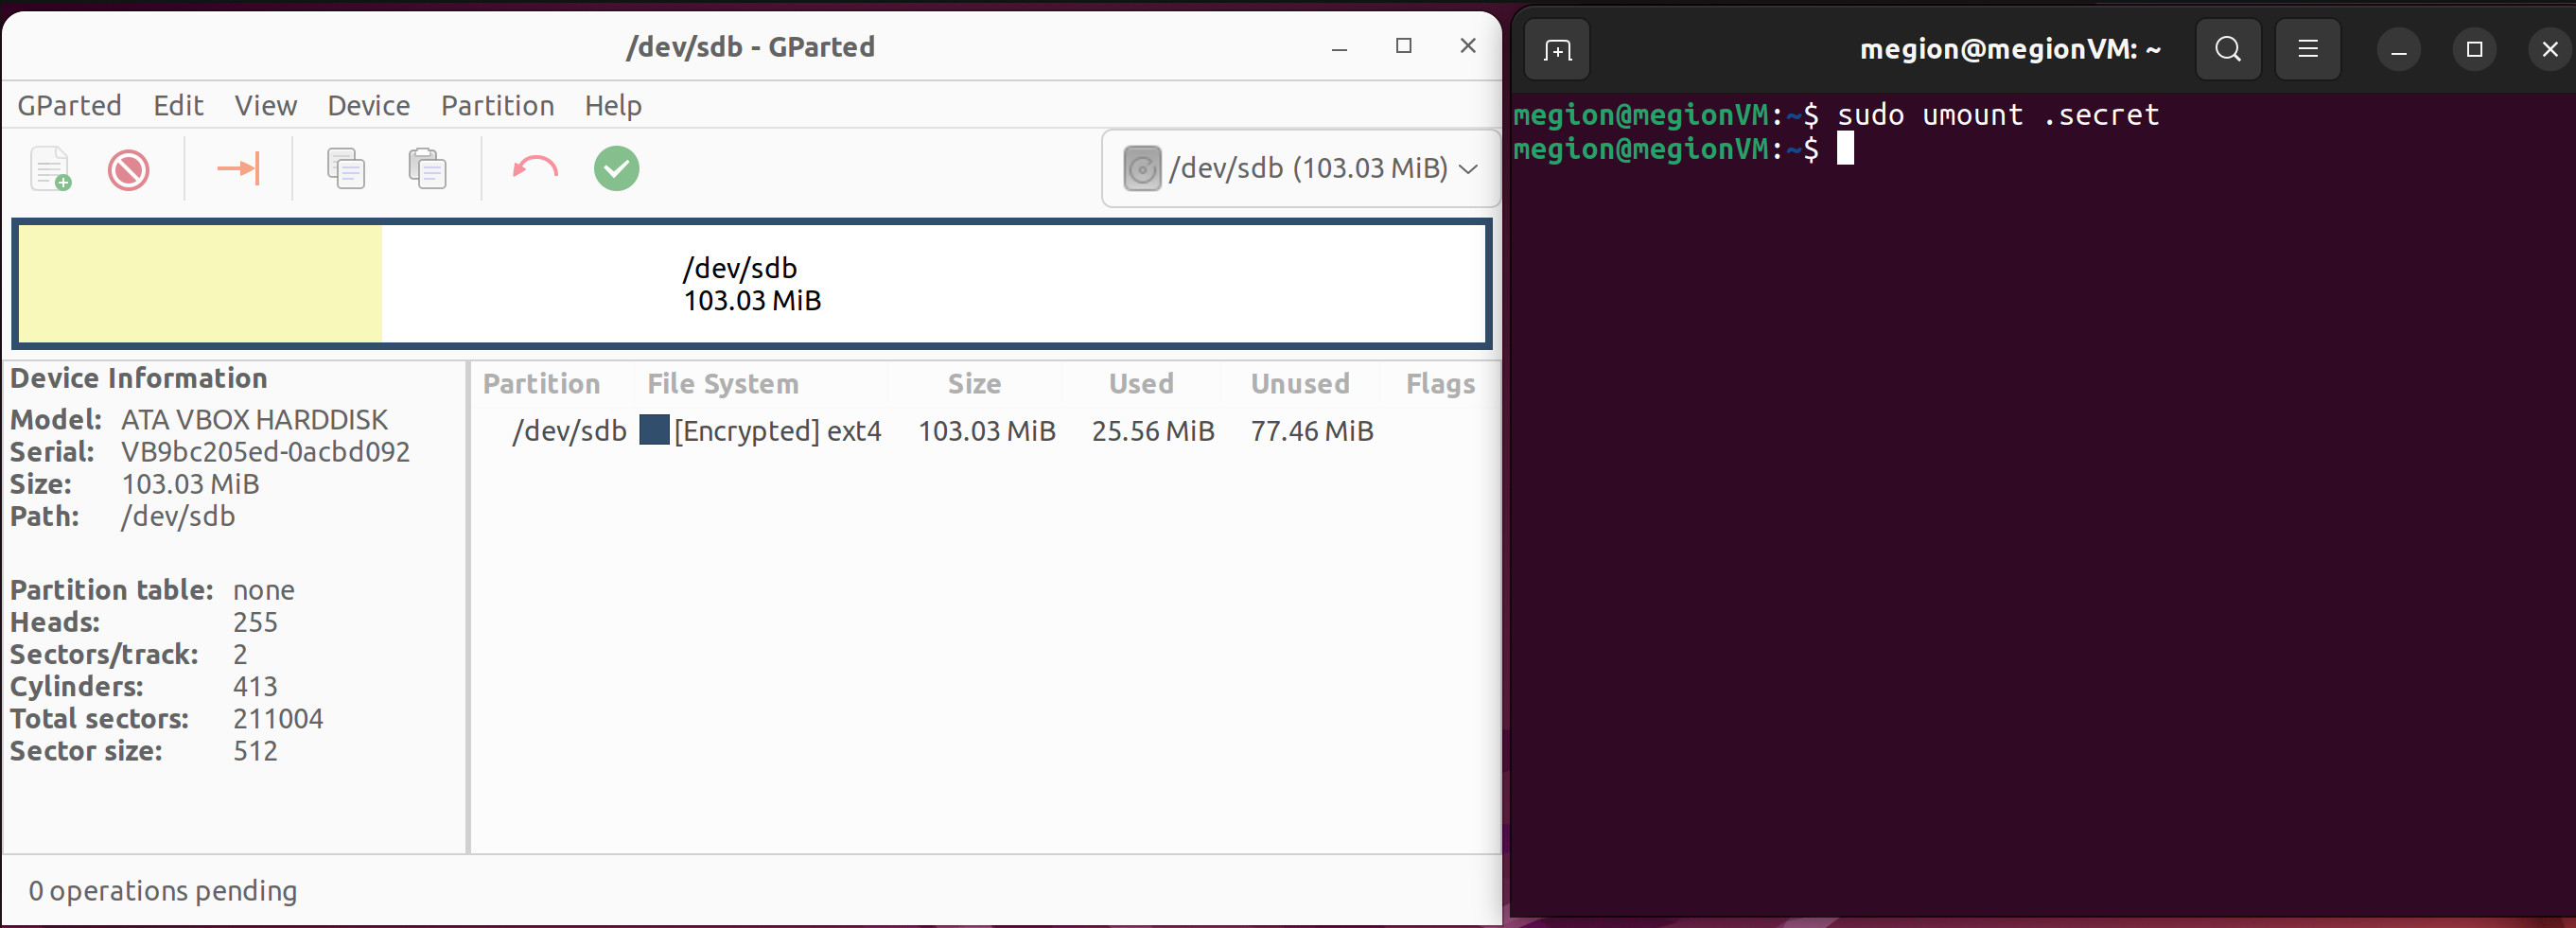 /dev/sdb - GParted
GParted Edit View Device Partition Help
/dev/sdb (103.03 MiB)
/dev/sdb
103.03 MiB
Device Information
Model: ATA VBOX HARDDISK
Serial: VB9bc205ed-0acbd092
Size: 103.03 MiB
Path: /dev/sdb
Partition table: none
Heads: 255
Sectors/track: 2
Cylinders: 413
Total sectors: 211004
Sector size: 512
Partition File System Size Used Unused Flags
/dev/sdb [Encrypted] ext4 103.03 MiB 25.56 MiB 77.46 MiB
0 operations pending
megion@megionVM: ~
megion@megionVM:~$ sudo umount .secret
megion@megionVM:~$